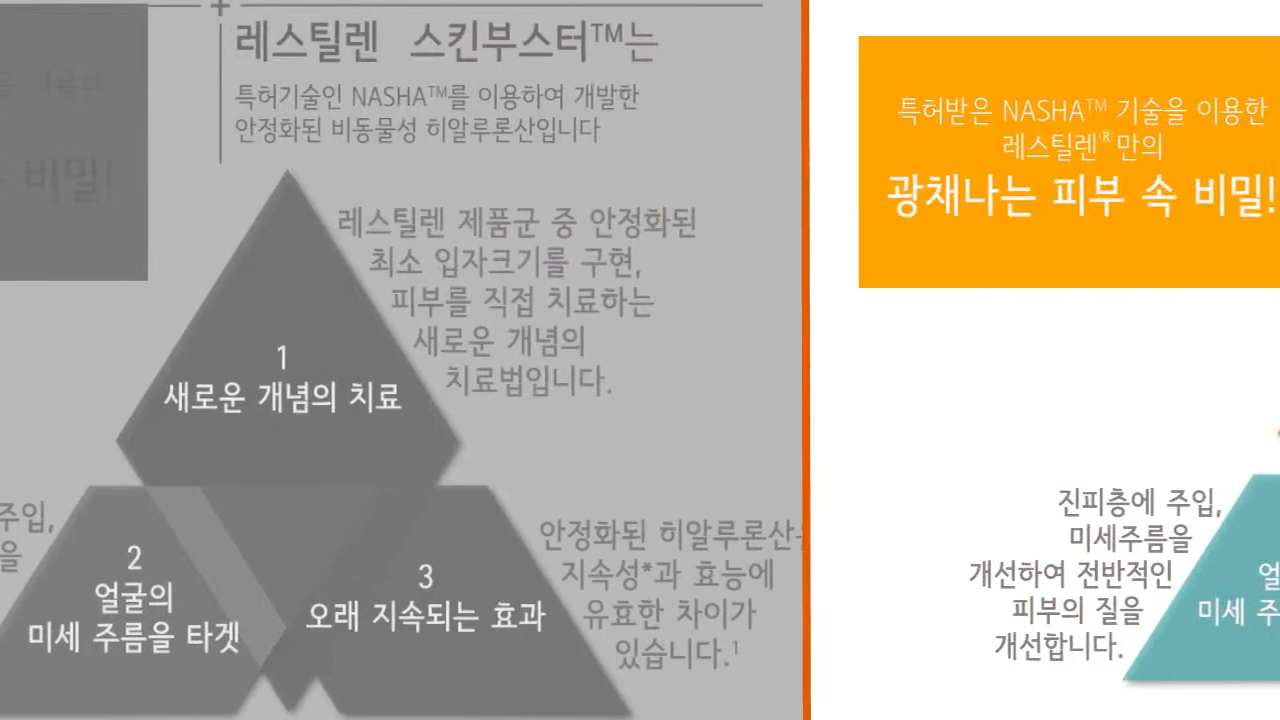 비밀!
레스틸렌 스킨부스터™는
특허기술인 NASHA™를 이용하여 개발한
안정화된 비동물성 히알루론산입니다
레스틸렌 제품군 중 안정화된
최소 입자크기를 구현,
피부를 직접 치료하는
새로운 개념의
치료법입니다.
1
새로운 개념의 치료
주입,
을
2
얼굴의
미세 주름을 타겟
3
오래 지속되는 효과
안정화된 히알루론산은
지속성*과 효능에
유효한 차이가
있습니다.¹
특허받은 NASHA™ 기술을 이용한
레스틸렌®만의
광채나는 피부 속 비밀!
진피층에 주입,
미세주름을
개선하여 전반적인
피부의 질을
개선합니다.
얼
미세 주